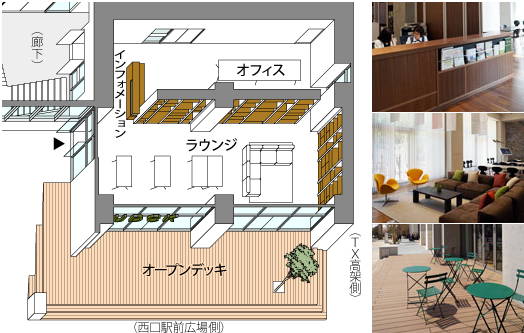 (廊下)
インフォメーション
オフィス
ラウンジ
UDCK
オープンデッキ
(TX高架側)
(西口駅前広場側)